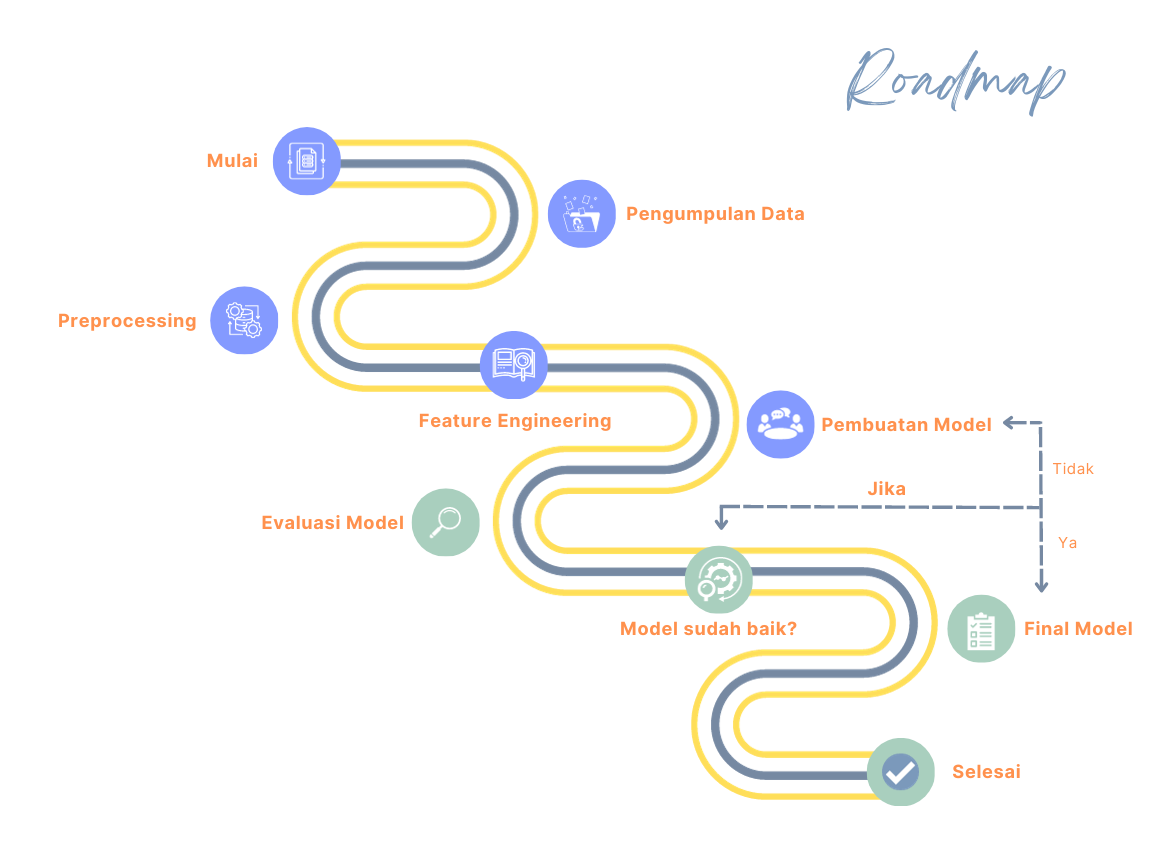 Roadmap
Mulai
Pengumpulan Data
Preprocessing
Feature Engineering
Pembuatan Model
Tidak
Jika
Evaluasi Model
Ya
Model sudah baik?
Final Model
Selesai